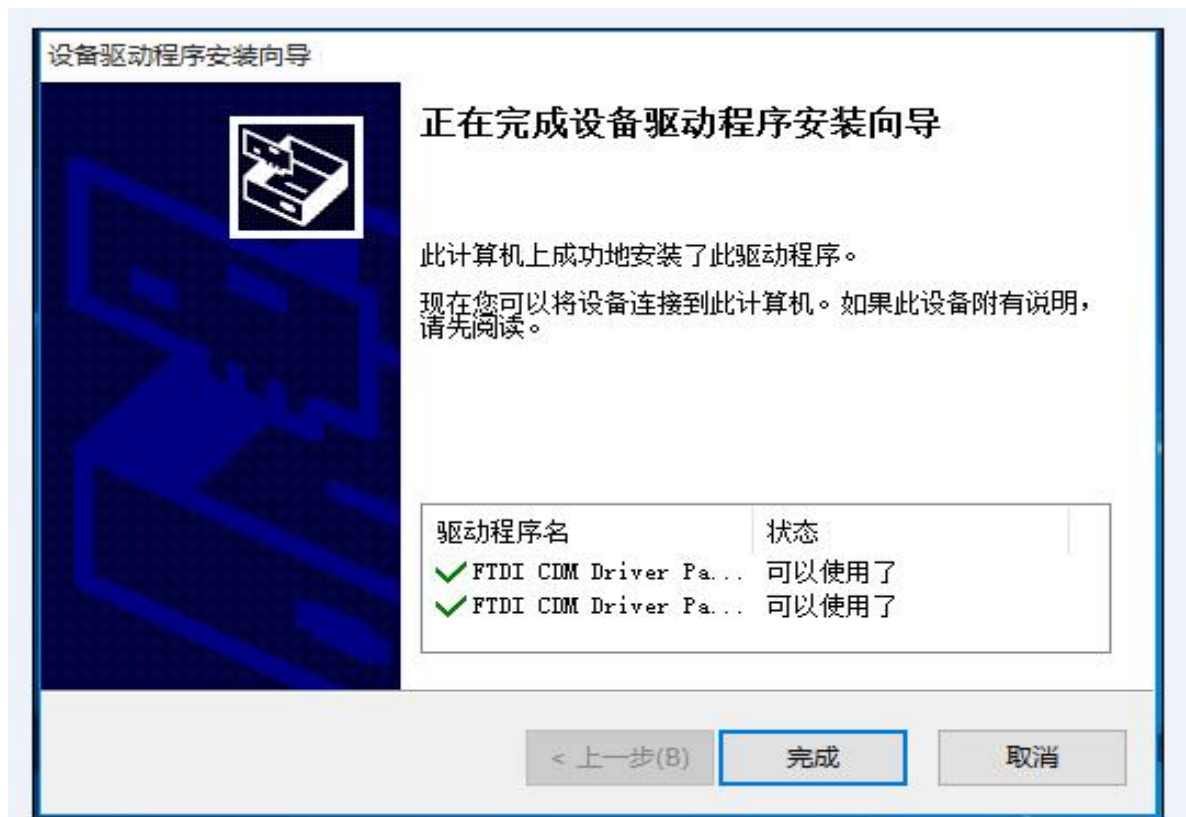 设备驱动程序安装向导
正在完成设备驱动程序安装向导
此计算机上成功地安装了此驱动程序。
现在您可以将设备连接到此计算机。如果此设备附有说明，
请先阅读。
驱动程序名 状态
FTDI CDM Driver Pa... 可以使用了
FTDI CDM Driver Pa... 可以使用了
< 上一步(B) 完成 取消